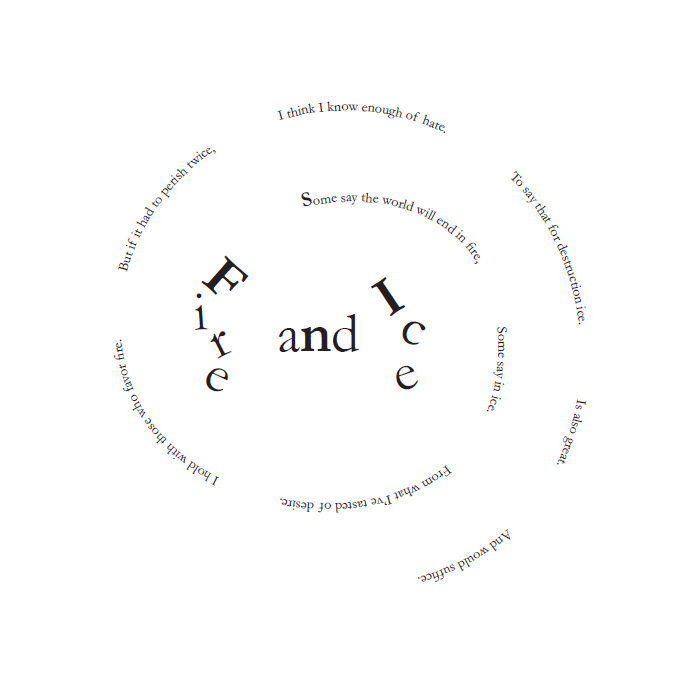 Fire and Ice
Some say the world will end in fire,
Some say in ice.
From what I've tasted of desire.
I hold with those who favor fire.
But if it had to perish twice,
I think I know enough of hate.
To say that for destruction ice.
Is also great.
And would suffice.